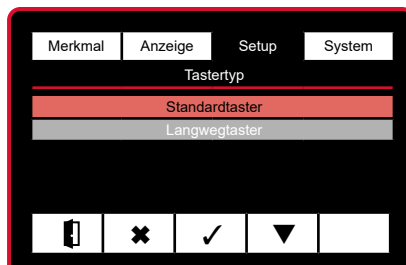 Merkmal Anzeige Setup System
Tastertyp
Standardtaster
Langwegtaster